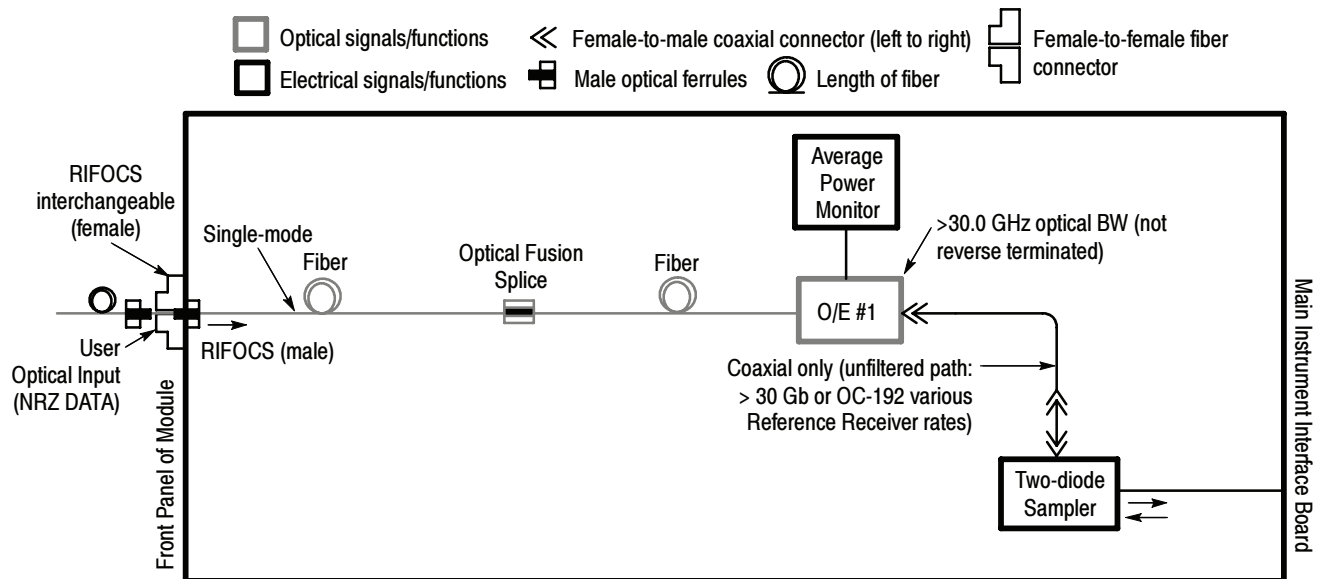 Optical signals/functions
Female-to-male coaxial connector (left to right)
Female-to-female fiber
connector
Electrical signals/functions
Male optical ferrules
Length of fiber
RIFOCS
interchangeable
(female)
Single-mode
Fiber
Optical Fusion
Splice
Fiber
Average
Power
Monitor
>30.0 GHz optical BW (not
reverse terminated)
O/E #1
RIFOCS (male)
User
Optical Input
(NRZ DATA)
Front Panel of Module
Coaxial only (unfiltered path:
> 30 Gb or OC-192 various
Reference Receiver rates)
Two-diode
Sampler
Main Instrument Interface Board